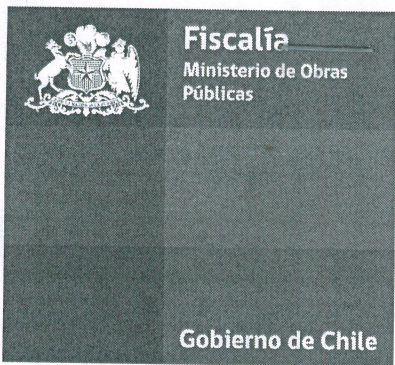 Fiscalía
Ministerio de Obras
Públicas
Gobierno de Chile